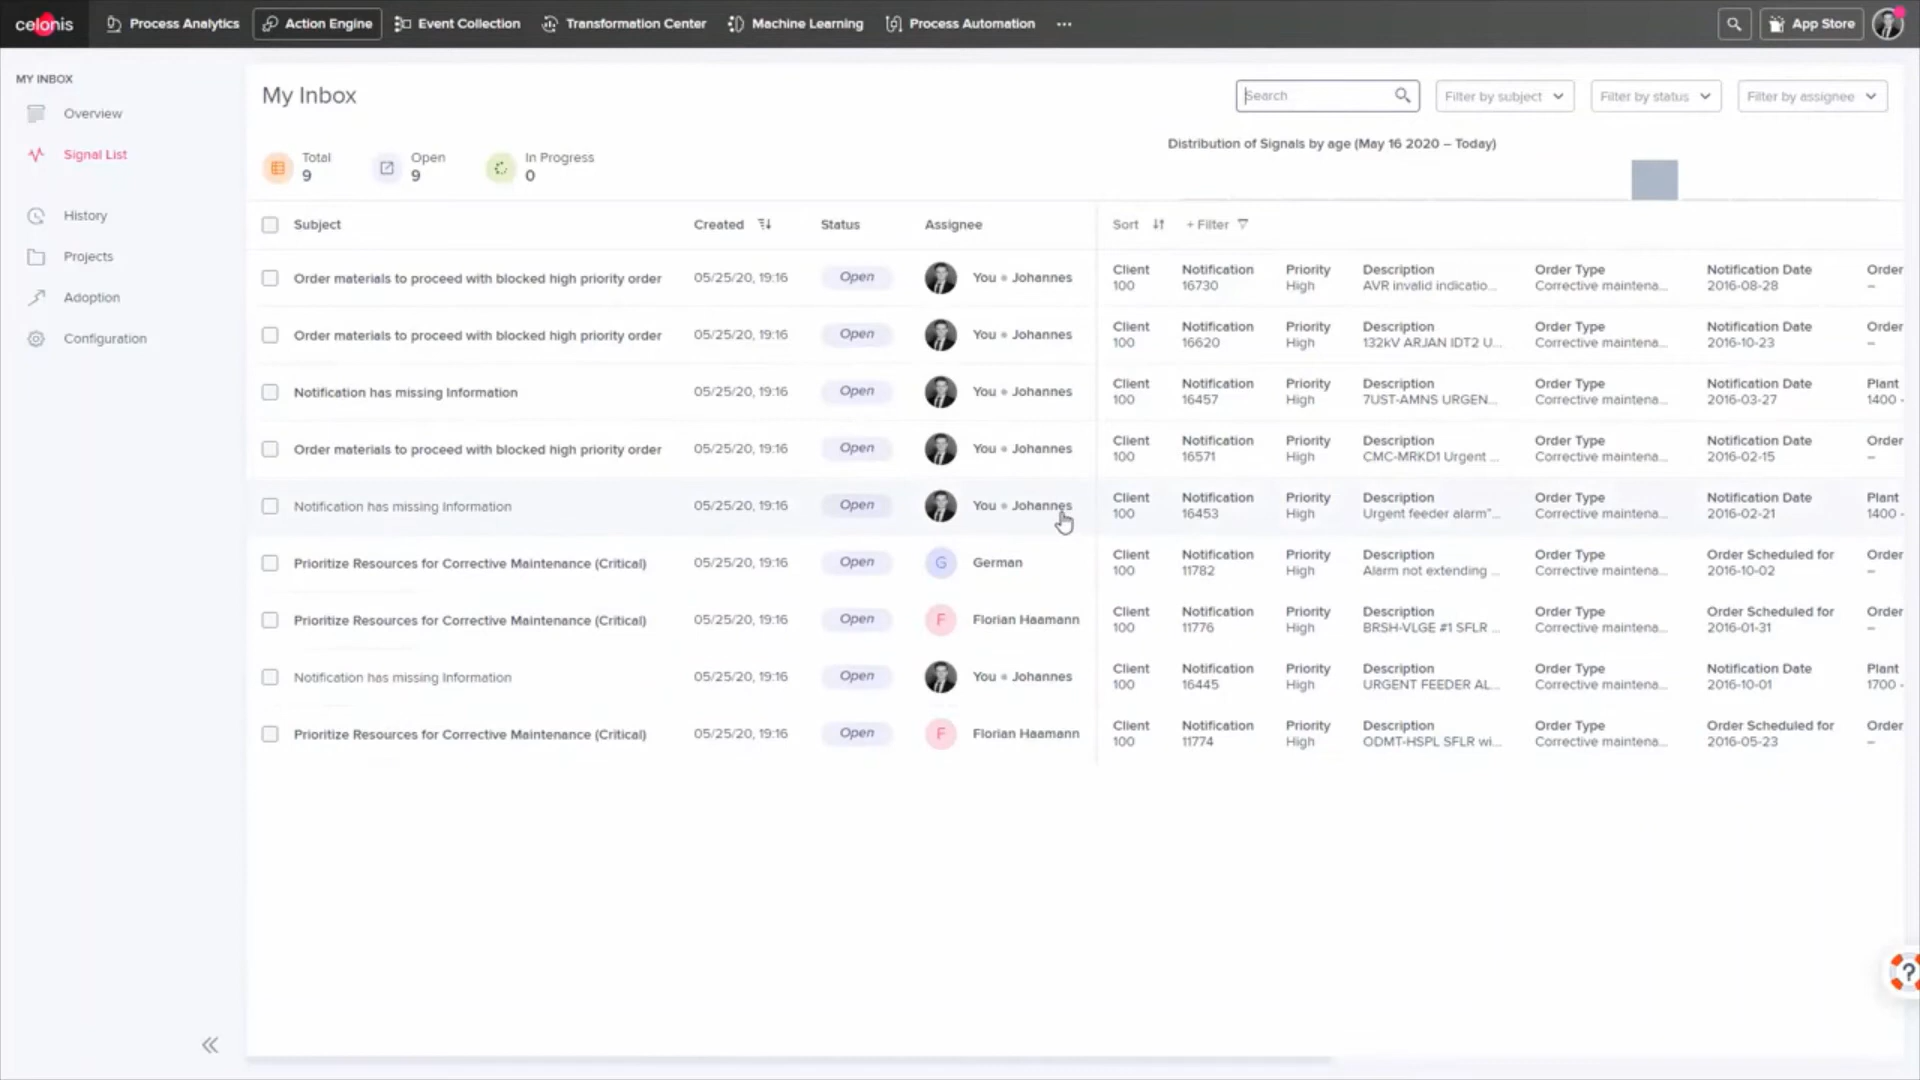 celonis Process Analytics Action Engine Event Collection Transformation Center Machine Learning Process Automation ... App Store
MY INBOX
Overview
Signal List
History
Projects
Adoption
Configuration
My Inbox
Search Filter by subject Filter by status Filter by assignee
Distribution of Signals by age (May 16 2020 – Today)
Total Open In Progress
9 9 0
Subject Created Status Assignee Sort + Filter
Order materials to proceed with blocked high priority order 05/25/20, 19:16 Open You • Johannes
Client Notification Priority Description Order Type Notification Date Order
100 16730 High AVR invalid indicatio... Corrective maintena... 2016-08-28 –
Order materials to proceed with blocked high priority order 05/25/20, 19:16 Open You • Johannes
Client Notification Priority Description Order Type Notification Date Order
100 16620 High 132kV ARJAN IDT2 U... Corrective maintena... 2016-10-23 –
Notification has missing Information 05/25/20, 19:16 Open You • Johannes
Client Notification Priority Description Order Type Notification Date Plant
100 16457 High 7UST-AMNS URGEN... Corrective maintena... 2016-03-27 1400 -
Order materials to proceed with blocked high priority order 05/25/20, 19:16 Open You • Johannes
Client Notification Priority Description Order Type Notification Date Order
100 16571 High CMC-MRKD1 Urgent ... Corrective maintena... 2016-02-15 –
Notification has missing Information 05/25/20, 19:16 Open You • Johannes
Client Notification Priority Description Order Type Notification Date Plant
100 16453 High Urgent feeder alarm"... Corrective maintena... 2016-02-21 1400 -
Prioritize Resources for Corrective Maintenance (Critical) 05/25/20, 19:16 Open G German
Client Notification Priority Description Order Type Order Scheduled for Order
100 11782 High Alarm not extending ... Corrective maintena... 2016-10-02 –
Prioritize Resources for Corrective Maintenance (Critical) 05/25/20, 19:16 Open F Florian Haamann
Client Notification Priority Description Order Type Order Scheduled for Order
100 11776 High BRSH-VLGE #1 SFLR ... Corrective maintena... 2016-01-31 –
Notification has missing Information 05/25/20, 19:16 Open You • Johannes
Client Notification Priority Description Order Type Notification Date Plant
100 16445 High URGENT FEEDER AL... Corrective maintena... 2016-10-01 1700 -
Prioritize Resources for Corrective Maintenance (Critical) 05/25/20, 19:16 Open F Florian Haamann
Client Notification Priority Description Order Type Order Scheduled for Order
100 11774 High ODMT-HSPL SFLR wi... Corrective maintena... 2016-05-23 –
?